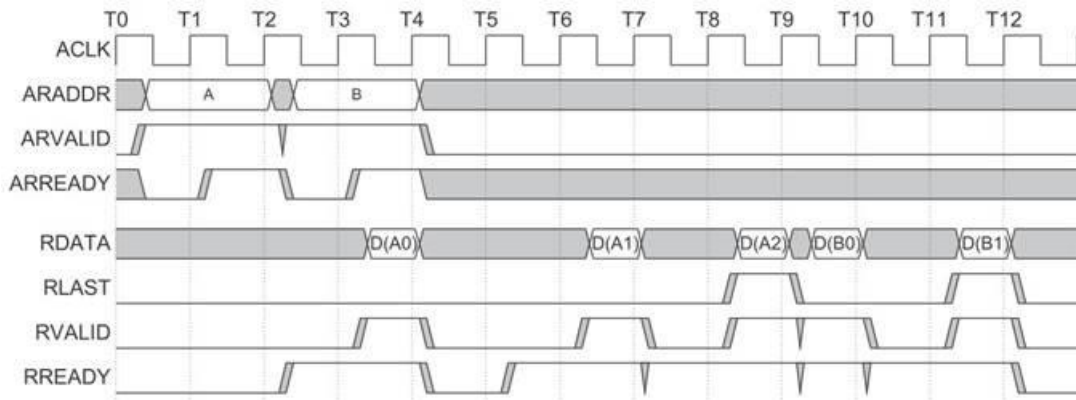 T0 T1 T2 T3 T4 T5 T6 T7 T8 T9 T10 T11 T12
ACLK
ARADDR A B
ARVALID
ARREADY
RDATA D(A0) D(A1) D(A2) D(B0) D(B1)
RLAST
RVALID
RREADY